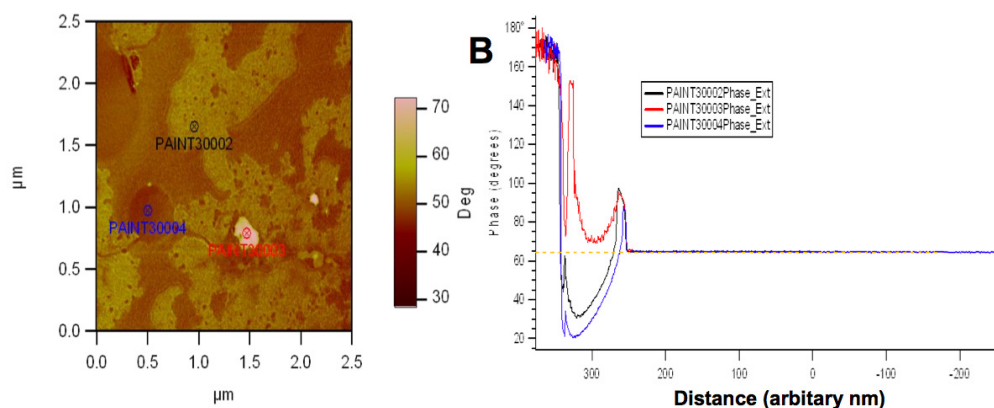 2.5
2.0
1.5
1.0
0.5
0.0
µm
0.0 0.5 1.0 1.5 2.0 2.5
µm
PAINT30002
PAINT30004
PAINT30003
70
60
50
40
30
Deg
B
180°
160
140
120
100
80
60
40
20
Phase (degrees)
PAINT30002Phase_Ext
PAINT30003Phase_Ext
PAINT30004Phase_Ext
300 200 100 0 -100 -200
Distance (arbitary nm)